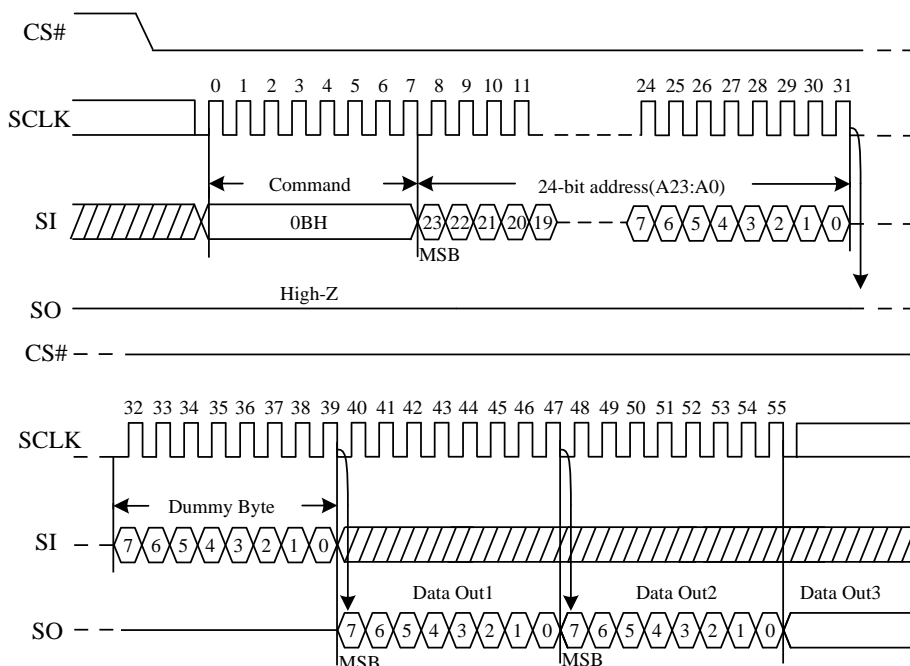 CS#
0 1 2 3 4 5 6 7 8 9 10 11 24 25 26 27 28 29 30 31
SCLK
Command 24-bit address(A23:A0)
SI 0BH 23 22 21 20 19 7 6 5 4 3 2 1 0
MSB
High-Z
SO
CS#
32 33 34 35 36 37 38 39 40 41 42 43 44 45 46 47 48 49 50 51 52 53 54 55
SCLK
Dummy Byte
SI 7 6 5 4 3 2 1 0
Data Out1 Data Out2 Data Out3
SO 7 6 5 4 3 2 1 0 7 6 5 4 3 2 1 0
MSB MSB